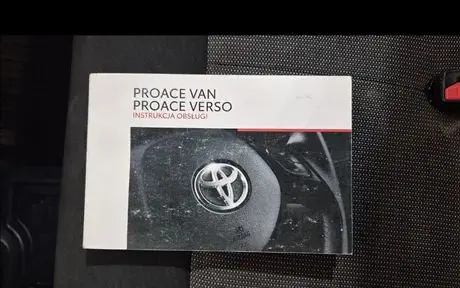 PROACE VAN
PROACE VERSO
INSTRUKCJA OBSŁUGI